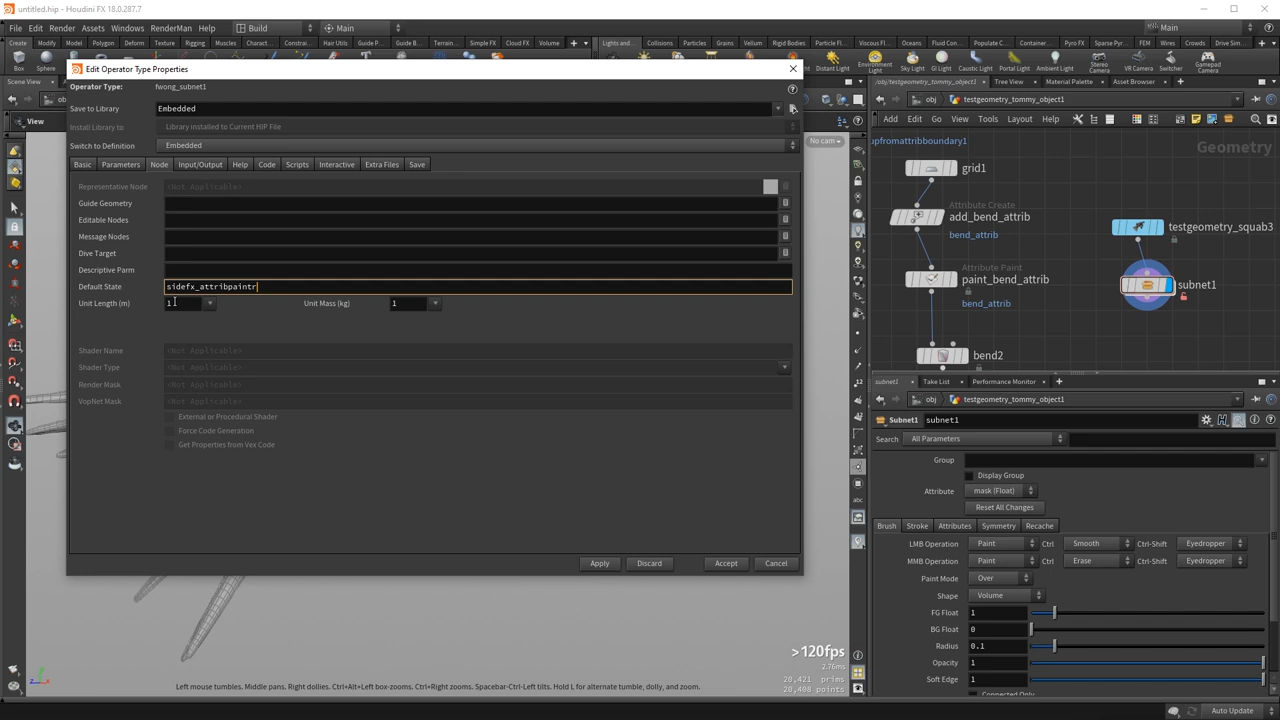 untitled.hip - Houdini FX 18.0.287.7
File Edit Render Assets Windows FXHoudini Texturing Help Build Main Main
Create Modify Model Polygon Deform Texture Rigging Muscles Charact... Constrai... Hair Utils Guide P... Guide B... Terrain... Simple FX Cloud FX Volume Lights and... Collisions Particles Grains Vellum Rigid Bodies Particle Fl... Viscous Fl... Oceans Fluid Con... Populate C... Container... Pyro FX FEM Wires Crowds Drive Sim...
Box Distant Light Environment Light Sky Light GI Light Caustic Light Portal Light Ambient Light Stereo Camera VR Camera Switcher Gamepad Camera
Scene View
/obj/testgeometry_tommy_object1 Tree View Material Palette Asset Browser
obj testgeometry_tommy_object1
View No cam
Add Edit Go View Tools Layout Help
Edit Operator Type Properties
Operator Type: fwong_subnet1
Save to Library Embedded
Install Library to Library installed to Current HIP File
Switch to Definition Embedded
Basic Parameters Node Input/Output Help Code Scripts Interactive Extra Files Save
Representative Node <Not Applicable>
Guide Geometry
Editable Nodes
Message Nodes
Dive Target
Descriptive Parm
Default State sidefx_attribpaintr
Unit Length (m) 1 Unit Mass (kg) 1
Shader Name <Not Applicable>
Shader Type <Not Applicable>
Render Mask <Not Applicable>
VopNet Mask <Not Applicable>
External or Procedural Shader
Force Code Generation
Get Properties from Vex Code
Apply Discard Accept Cancel
upfromattribboundary1
Geometry
grid1
Attribute Create
add_bend_attrib
bend_attrib
testgeometry_squab3
Attribute Paint
paint_bend_attrib
bend_attrib
subnet1
bend2
subnet1 Take List Performance Monitor
obj testgeometry_tommy_object1
Subnet1 subnet1
Search All Parameters
Group
Display Group
Attribute mask (Float)
Reset All Changes
Brush Stroke Attributes Symmetry Recache
LMB Operation Paint Ctrl Smooth Ctrl-Shift Eyedropper
MMB Operation Paint Ctrl Erase Ctrl-Shift Eyedropper
Paint Mode Over
Shape Volume
FG Float 1
BG Float 0
Radius 0.1
Opacity 1
Soft Edge 1
Connected Only
>120fps
2.76ms
20,421 prims
20,408 points
Left mouse tumbles. Middle pans. Right dollies. Ctrl+Alt+Left box-zooms. Ctrl+Right zooms. Spacebar-Ctrl-Left tilts. Hold L for alternate tumble, dolly, and zoom.
Auto Update